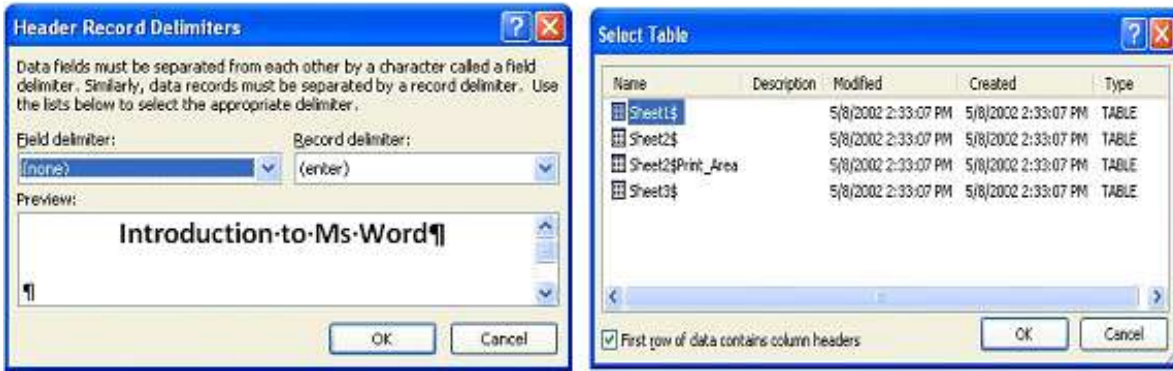 Header Record Delimiters
Data fields must be separated from each other by a character called a field
delimiter. Similarly, data records must be separated by a record delimiter. Use
the lists below to select the appropriate delimiter.
Field delimiter: Record delimiter:
(none) (enter)
Preview:
Introduction·to·Ms·Word¶
¶
OK Cancel
Select Table
Name Description Modified Created Type
Sheet1$ 5/8/2002 2:33:07 PM 5/8/2002 2:33:07 PM TABLE
Sheet2$ 5/8/2002 2:33:07 PM 5/8/2002 2:33:07 PM TABLE
Sheet2$Print_Area 5/8/2002 2:33:07 PM 5/8/2002 2:33:07 PM TABLE
Sheet3$ 5/8/2002 2:33:07 PM 5/8/2002 2:33:07 PM TABLE
First row of data contains column headers OK Cancel